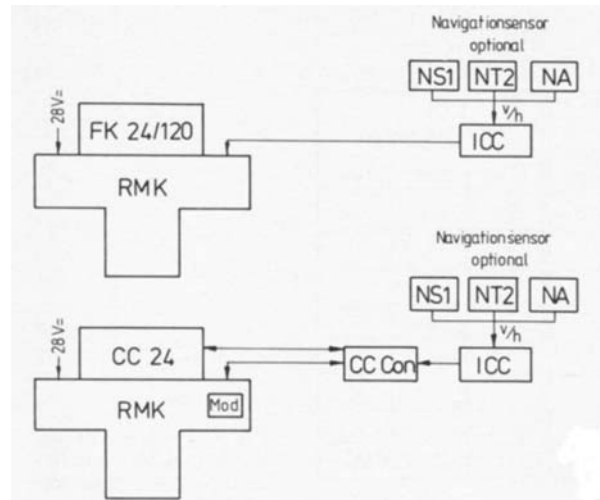 Navigationsensor
optional
NS1 NT2 NA
v/h
28V=
FK 24/120
ICC
RMK
Navigationsensor
optional
NS1 NT2 NA
v/h
28V=
CC 24
CC Con
ICC
RMK
Mod